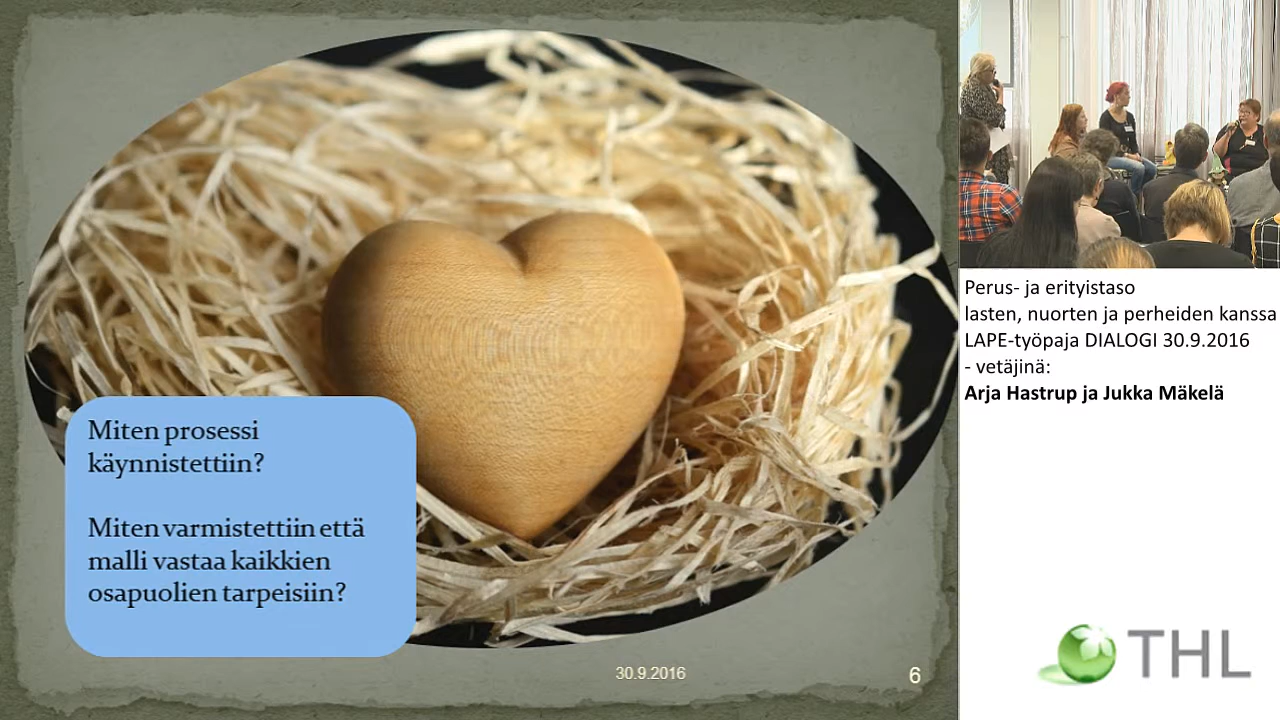 Miten prosessi
käynnistettiin?
Miten varmistettiin että
malli vastaa kaikkien
osapuolien tarpeisiin?
30.9.2016
6
Perus- ja erityistaso
lasten, nuorten ja perheiden kanssa
LAPE-työpaja DIALOGI 30.9.2016
- vetäjinä:
Arja Hastrup ja Jukka Mäkelä
THL